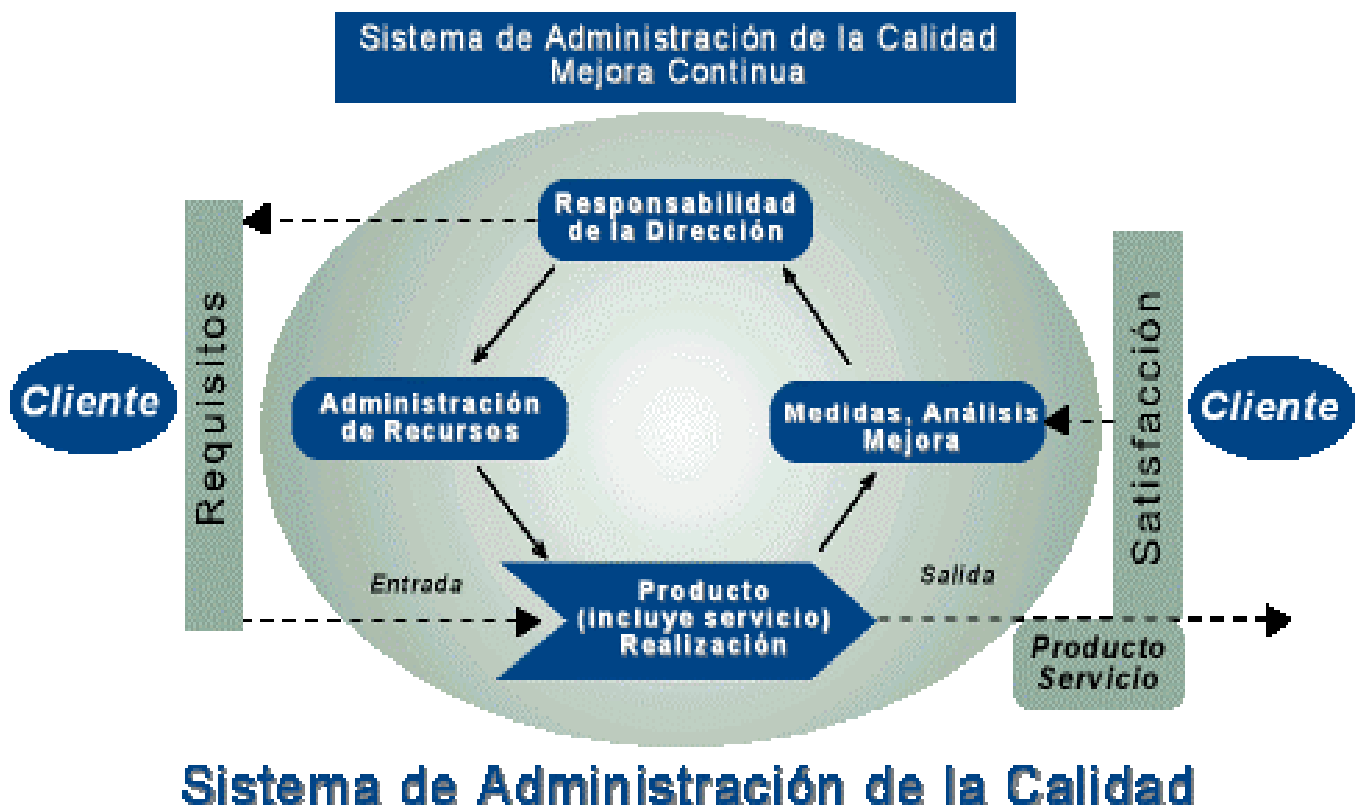 Sistema de Administración de la Calidad
Mejora Continua
Responsabilidad
de la Dirección
Requisitos
Cliente
Administración
de Recursos
Medidas, Análisis
Mejora
Satisfacción
Cliente
Entrada
Producto
(incluye servicio)
Realización
Salida
Producto
Servicio
Sistema de Administración de la Calidad